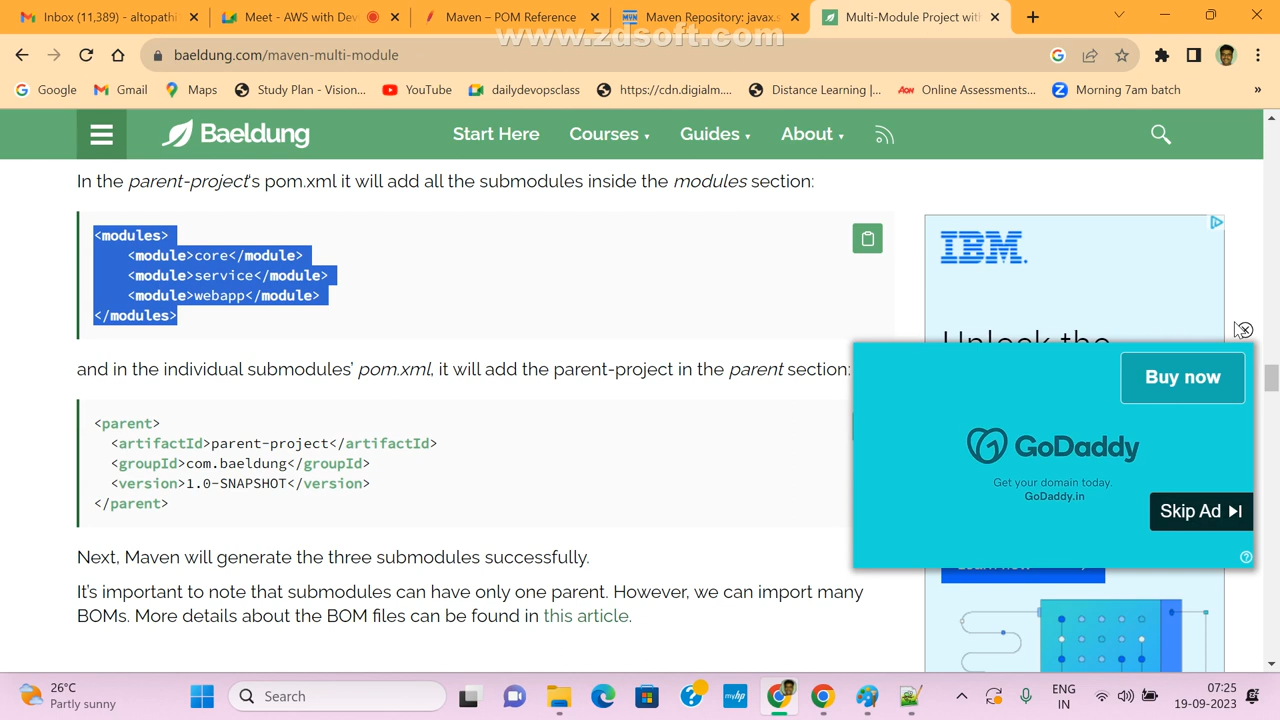 Inbox (11,389) - altopathi
Meet - AWS with Dev
Maven – POM Reference
Maven Repository: javax.s
Multi-Module Project with
www.zdsoft.com
baeldung.com/maven-multi-module
Google
Gmail
Maps
Study Plan - Vision...
YouTube
dailydevopsclass
https://cdn.digialm....
Distance Learning |...
Online Assessments...
Morning 7am batch
Baeldung
Start Here
Courses
Guides
About
In the parent-project's pom.xml it will add all the submodules inside the modules section:
<modules>
<module>core</module>
<module>service</module>
<module>webapp</module>
</modules>
IBM.
Unlock the
and in the individual submodules' pom.xml, it will add the parent-project in the parent section:
<parent>
<artifactId>parent-project</artifactId>
<groupId>com.baeldung</groupId>
<version>1.0-SNAPSHOT</version>
</parent>
Buy now
GoDaddy
Get your domain today.
GoDaddy.in
Skip Ad
Next, Maven will generate the three submodules successfully.
It's important to note that submodules can have only one parent. However, we can import many
BOMs. More details about the BOM files can be found in this article.
26°C
Partly sunny
Search
ENG
IN
07:25
19-09-2023